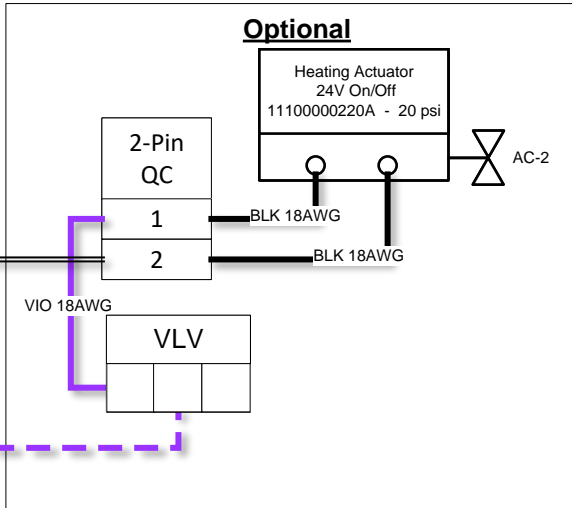 Optional
Heating Actuator
24V On/Off
11100000220A - 20 psi
AC-2
2-Pin
QC
1
BLK 18AWG
2
BLK 18AWG
VIO 18AWG
VLV